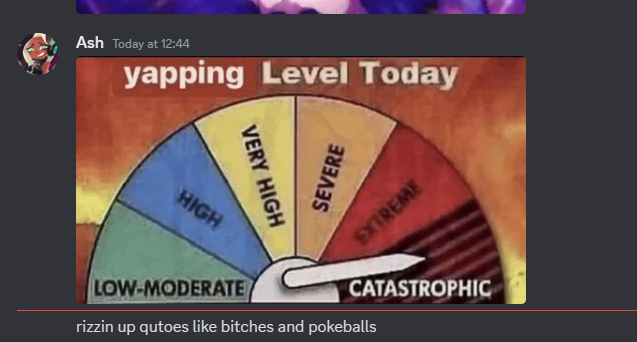 Ash Today at 12:44
yapping Level Today
LOW-MODERATE
HIGH
VERY HIGH
SEVERE
EXTREME
CATASTROPHIC
rizzin up qutoes like bitches and pokeballs